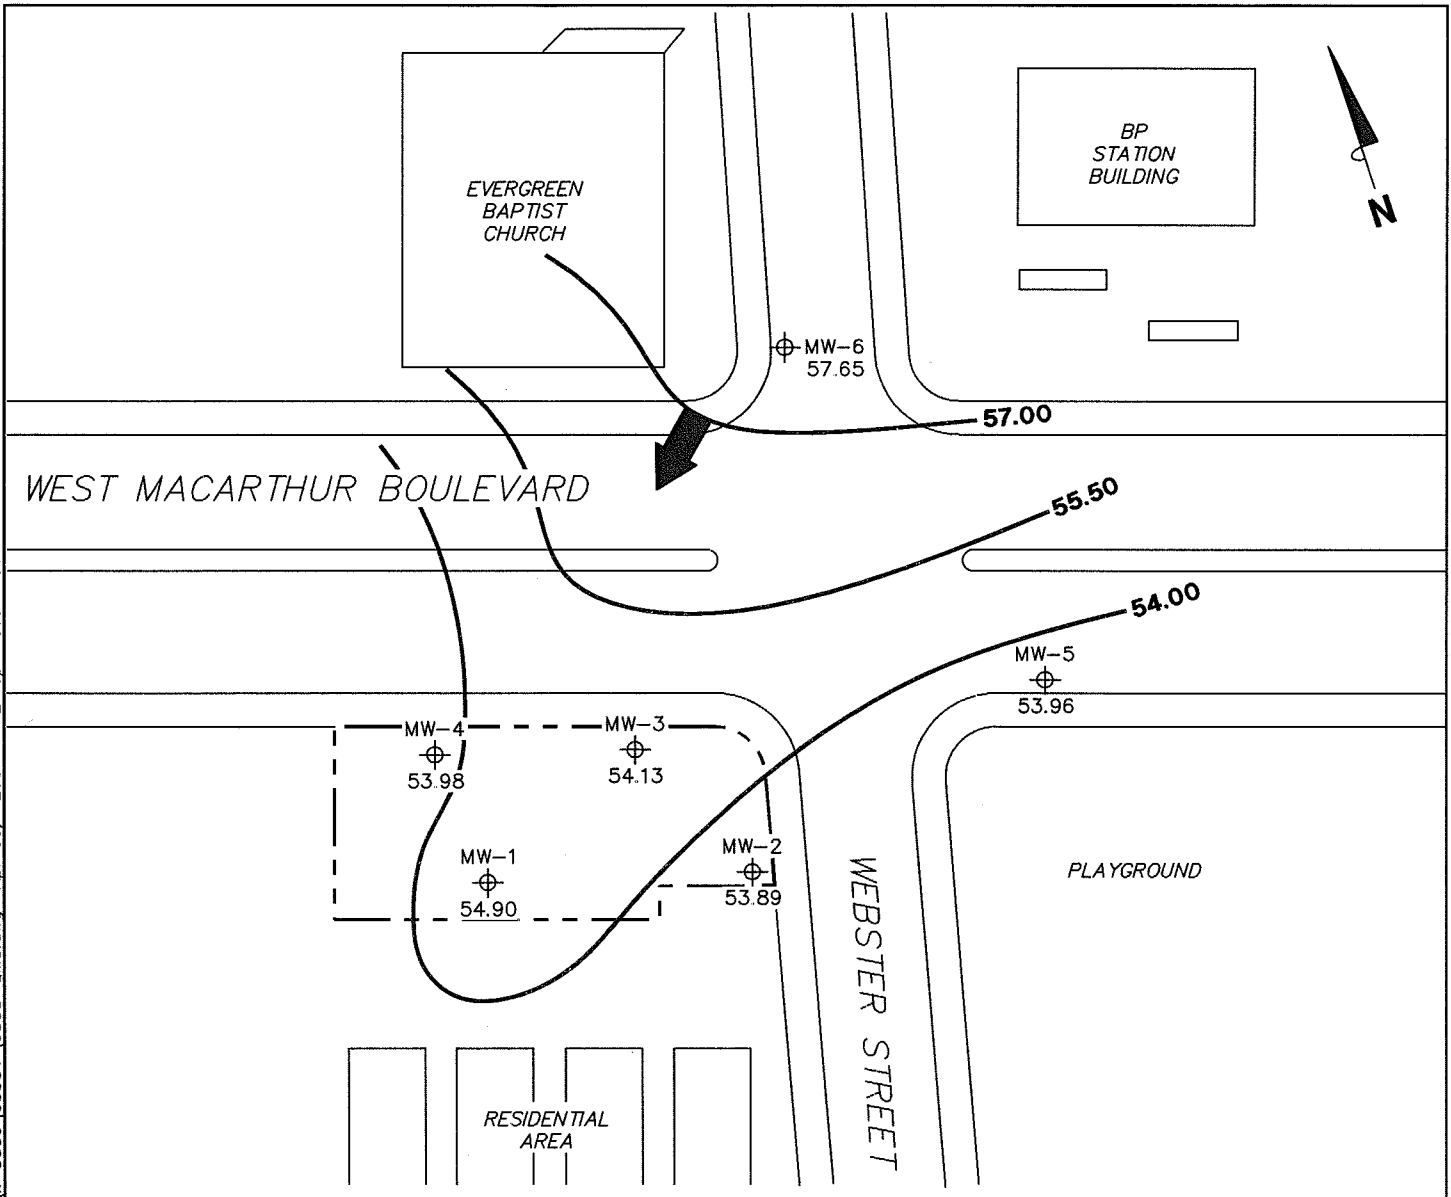 EVERGREEN
BAPTIST
CHURCH
BP
STATION
BUILDING
N
MW-6
57.65
57.00
WEST MACARTHUR BOULEVARD
55.50
54.00
MW-5
53.96
MW-4
53.98
MW-3
54.13
MW-1
54.90
MW-2
53.89
WEBSTER STREET
PLAYGROUND
RESIDENTIAL
AREA